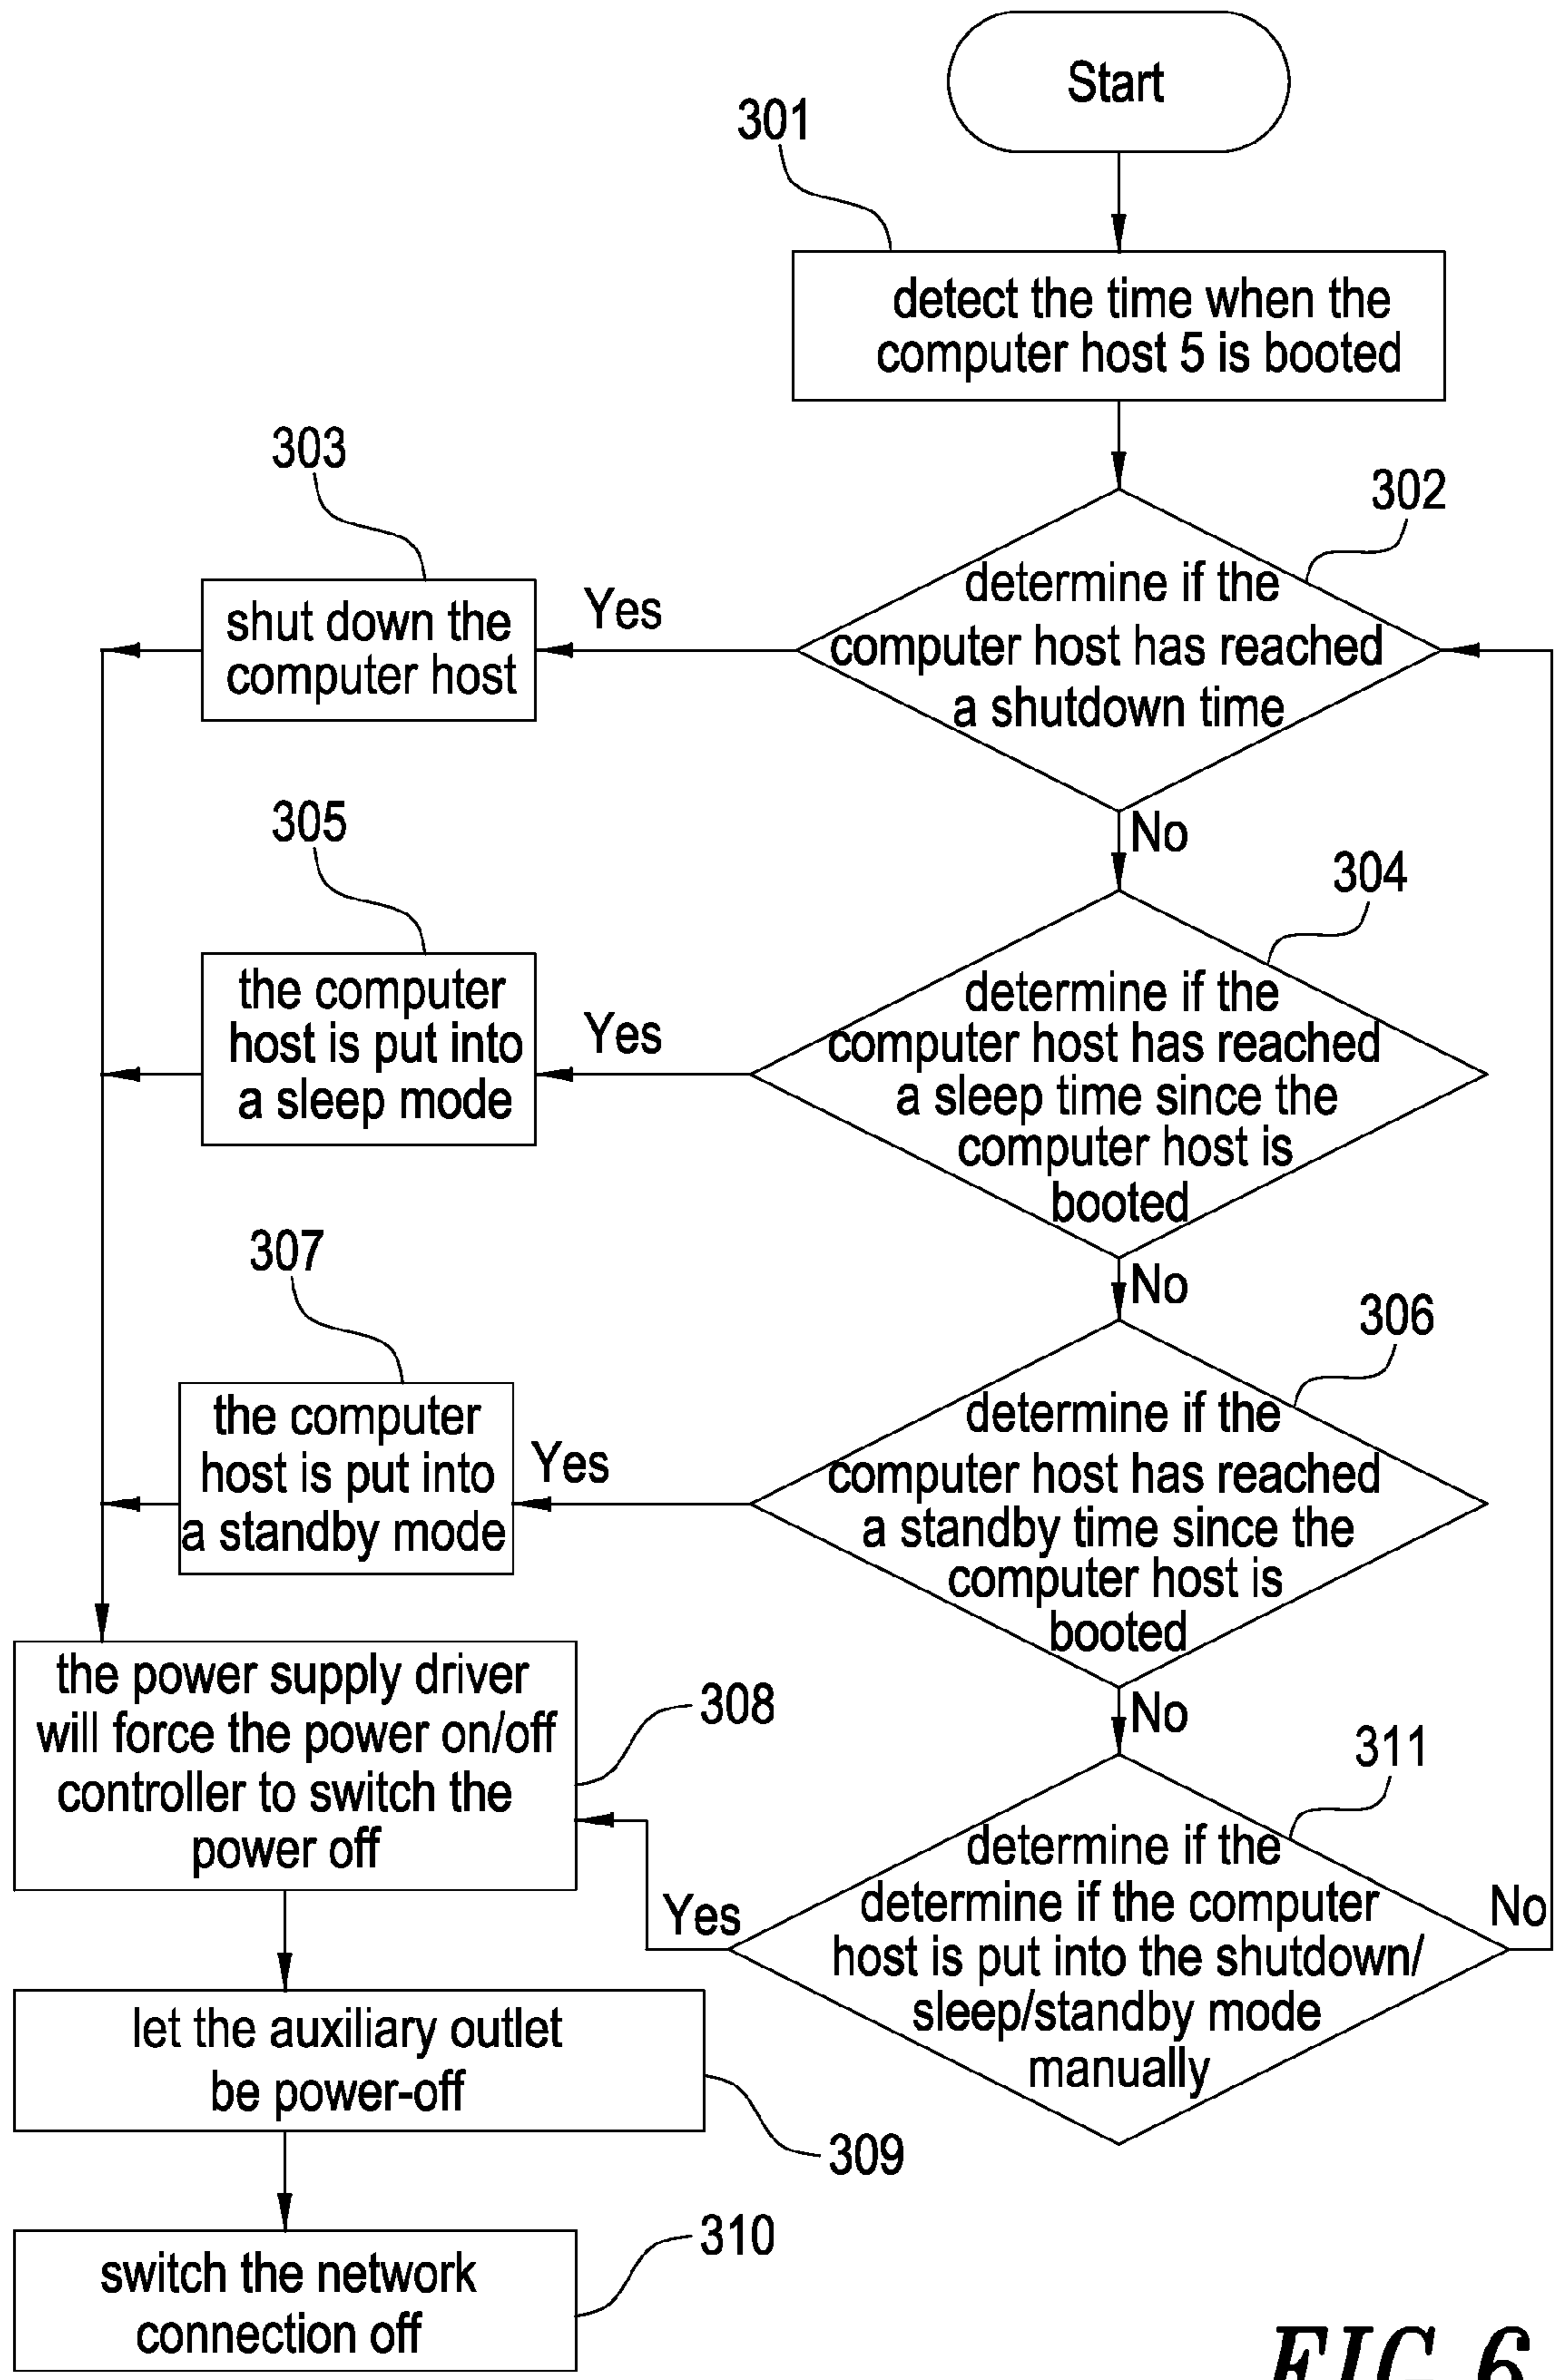 Start
301
detect the time when the
computer host 5 is booted
303
302
shut down the
computer host
Yes
determine if the
computer host has reached
a shutdown time
No
305
304
the computer
host is put into
a sleep mode
Yes
determine if the
computer host has reached
a sleep time since the
computer host is
booted
No
307
306
the computer
host is put into
a standby mode
Yes
determine if the
computer host has reached
a standby time since the
computer host is
booted
No
the power supply driver
will force the power on/off
controller to switch the
power off
308
311
Yes
determine if the
determine if the computer
host is put into the shutdown/
sleep/standby mode
manually
No
let the auxiliary outlet
be power-off
309
switch the network
connection off
310
FIG 6